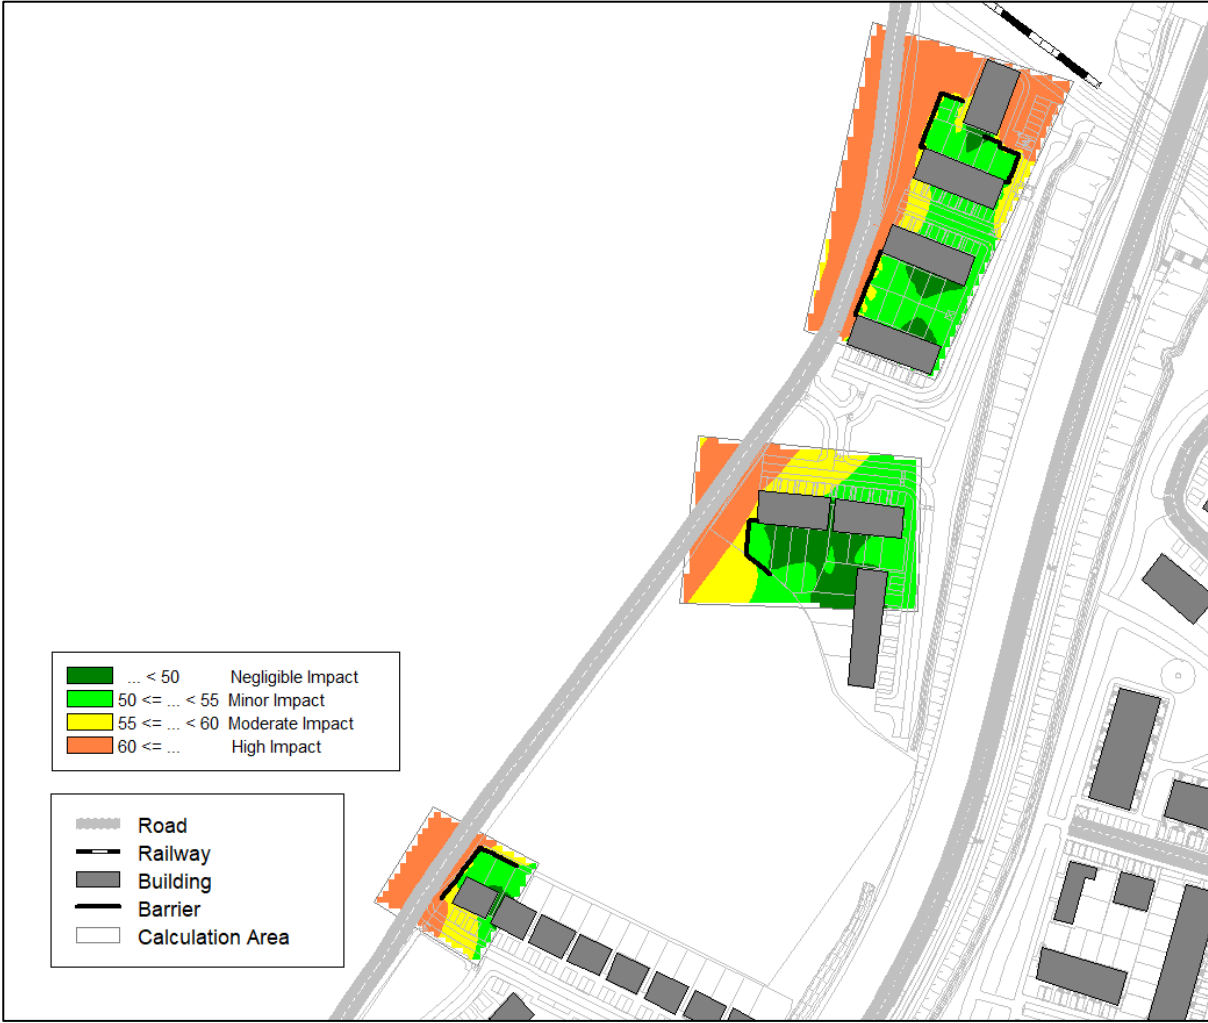 ... < 50 Negligible Impact
50 <= ... < 55 Minor Impact
55 <= ... < 60 Moderate Impact
60 <= ... High Impact
Road
Railway
Building
Barrier
Calculation Area